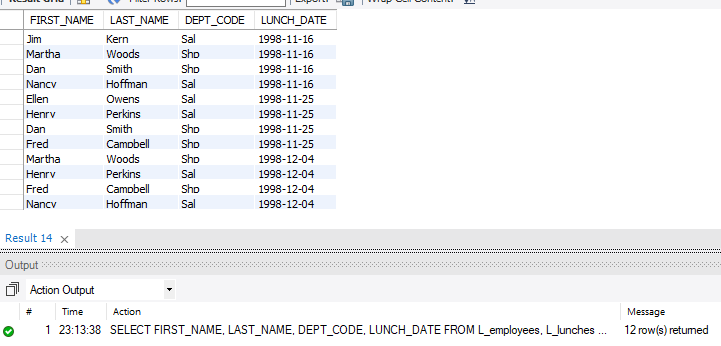 Result Grid Filter Rows: Export: Wrap Cell Content:
FIRST_NAME LAST_NAME DEPT_CODE LUNCH_DATE
Jim Kern Sal 1998-11-16
Martha Woods Shp 1998-11-16
Dan Smith Shp 1998-11-16
Nancy Hoffman Sal 1998-11-16
Ellen Owens Sal 1998-11-25
Henry Perkins Sal 1998-11-25
Dan Smith Shp 1998-11-25
Fred Campbell Shp 1998-11-25
Martha Woods Shp 1998-12-04
Henry Perkins Sal 1998-12-04
Fred Campbell Shp 1998-12-04
Nancy Hoffman Sal 1998-12-04
Result 14
Output
Action Output
# Time Action Message
1 23:13:38 SELECT FIRST_NAME, LAST_NAME, DEPT_CODE, LUNCH_DATE FROM L_employees, L_lunches ... 12 row(s) returned